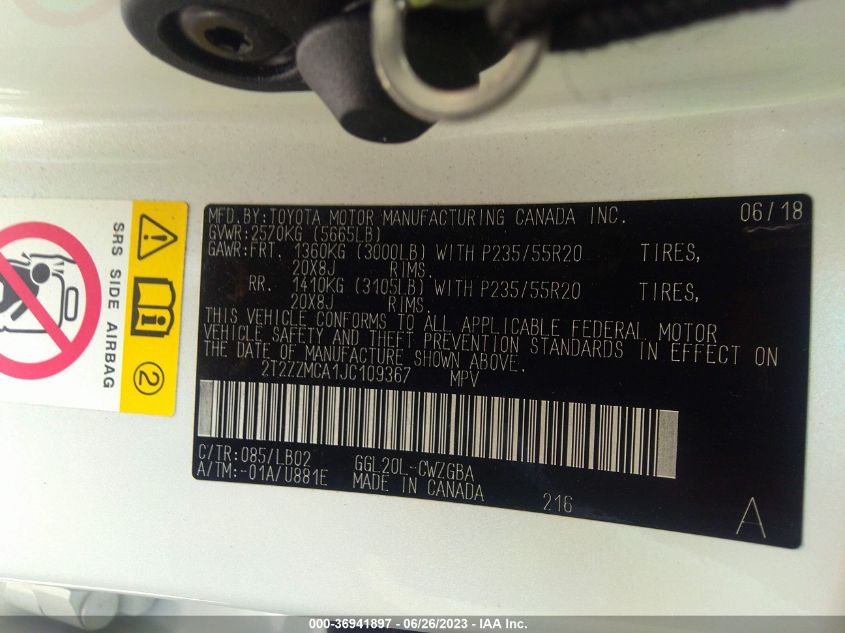 SRS SIDE AIRBAG
2
MFD.BY:TOYOTA MOTOR MANUFACTURING CANADA INC. 06/18
GVWR:2570KG (5665LB)
GAWR:FRT. 1360KG (3000LB) WITH P235/55R20 TIRES,
20X8J RIMS.
RR. 1410KG (3105LB) WITH P235/55R20 TIRES,
20X8J RIMS.
THIS VEHICLE CONFORMS TO ALL APPLICABLE FEDERAL MOTOR
VEHICLE SAFETY AND THEFT PREVENTION STANDARDS IN EFFECT ON
THE DATE OF MANUFACTURE SHOWN ABOVE.
2T2ZZMCA1JC109367 MPV
C/TR:085/LB02 GGL20L-CWZGBA
A/TM:-01A/U881E MADE IN CANADA
216
A
000-36941897 - 06/26/2023 - © IAA Inc.